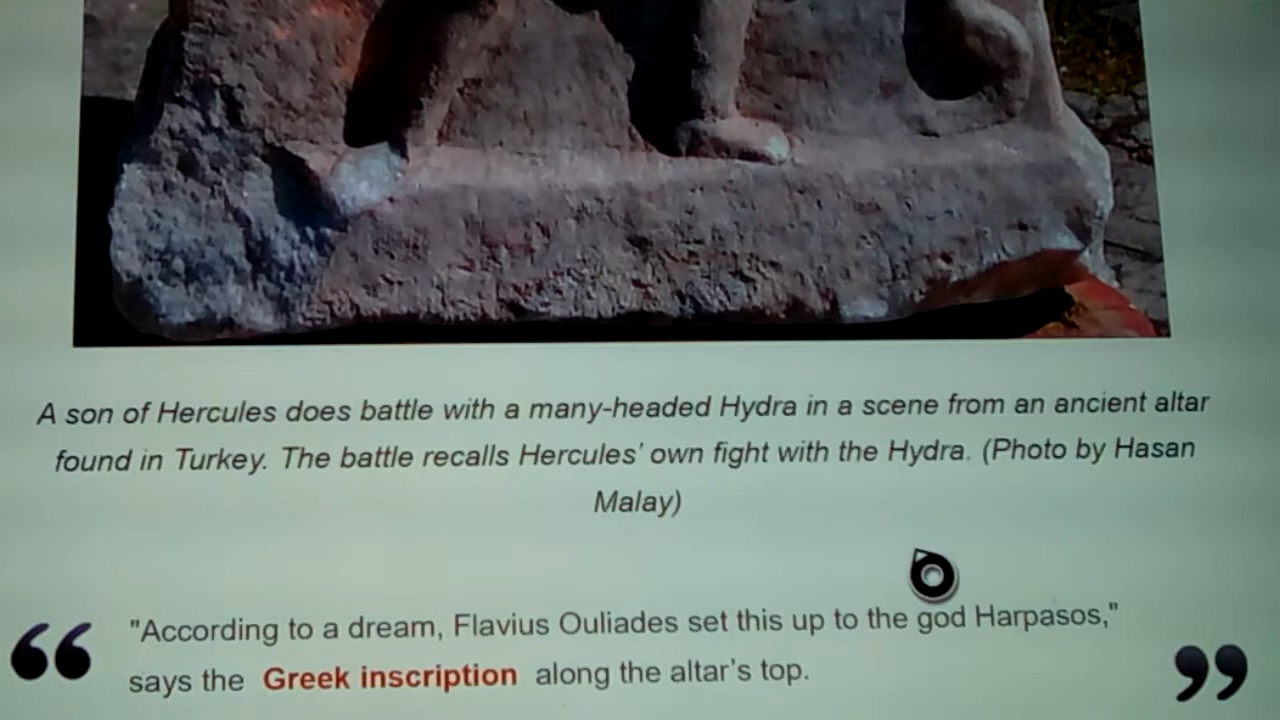 A son of Hercules does battle with a many-headed Hydra in a scene from an ancient altar
found in Turkey. The battle recalls Hercules' own fight with the Hydra. (Photo by Hasan
Malay)
"According to a dream, Flavius Ouliades set this up to the god Harpasos,"
says the Greek inscription along the altar's top.